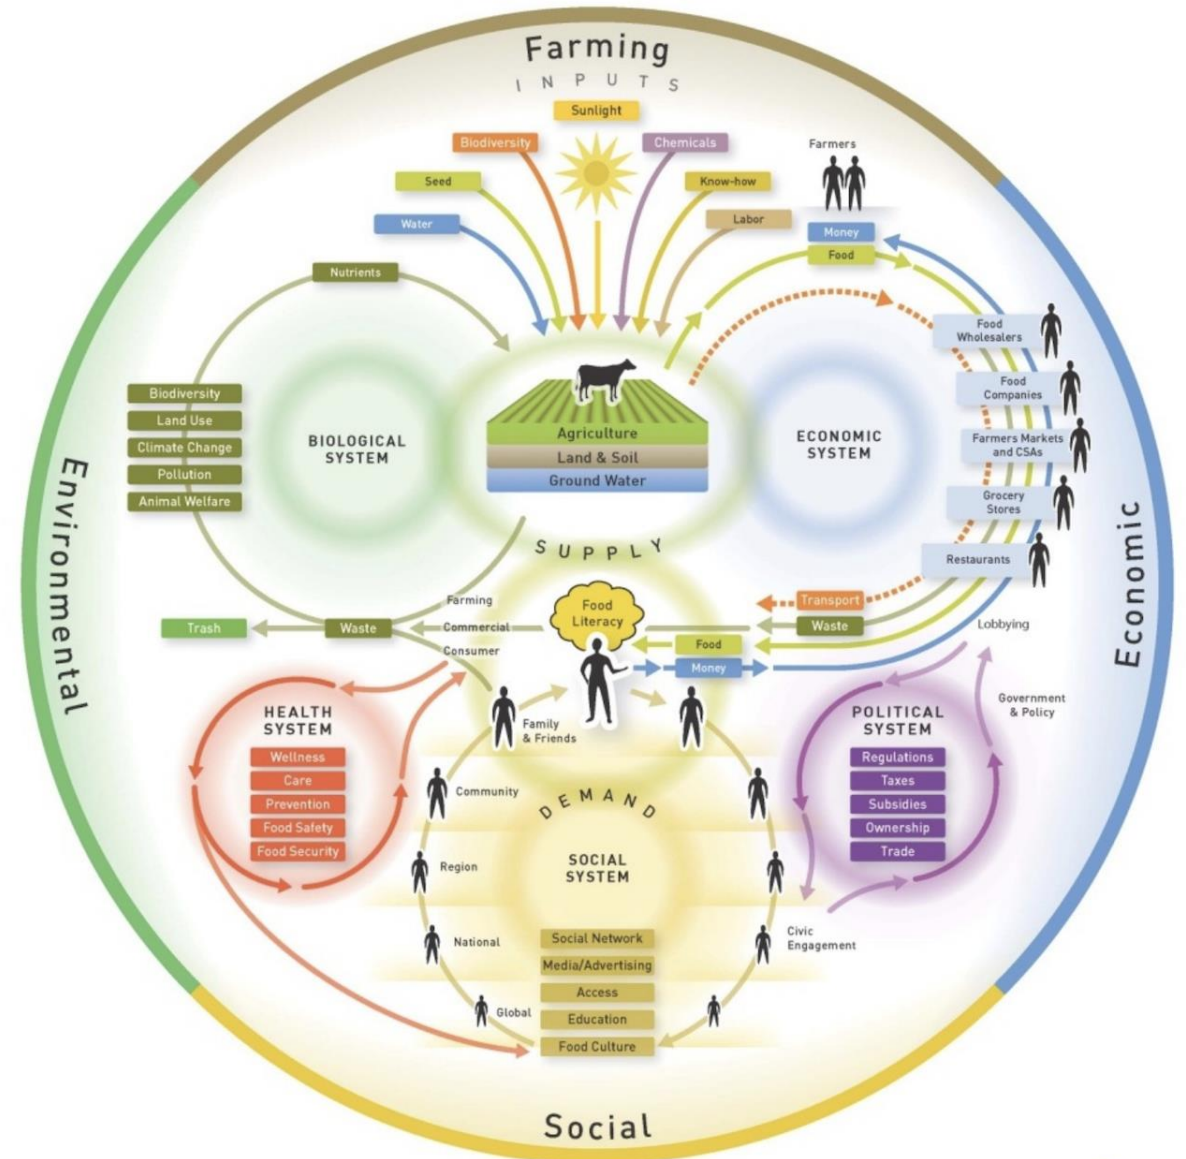 Farming
INPUTS
Sunlight
Biodiversity
Chemicals
Seed
Know-how
Water
Labor
Farmers
Money
Food
Nutrients
Food
Wholesalers
Food
Companies
Farmers Markets
and CSAs
Grocery
Stores
Restaurants
Biodiversity
Land Use
Climate Change
Pollution
Animal Welfare
BIOLOGICAL
SYSTEM
Agriculture
Land & Soil
Ground Water
ECONOMIC
SYSTEM
Environmental
Economic
SUPPLY
Food
Literacy
Farming
Commercial
Consumer
Trash
Waste
Transport
Waste
Food
Money
Lobbying
Government
& Policy
HEALTH
SYSTEM
Wellness
Care
Prevention
Food Safety
Food Security
Family
& Friends
Community
Region
National
Global
DEMAND
SOCIAL
SYSTEM
Social Network
Media/Advertising
Access
Education
Food Culture
POLITICAL
SYSTEM
Regulations
Taxes
Subsidies
Ownership
Trade
Civic
Engagement
Social